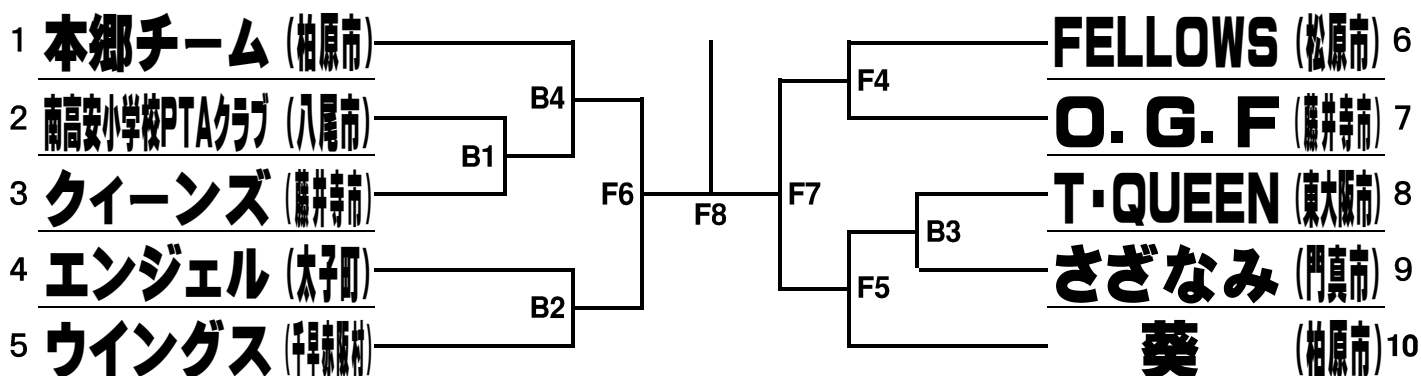 1 本郷チーム (柏原市)
2 南高安小学校PTAクラブ (八尾市)
3 クィーンズ (藤井寺市)
4 エンジェル (太子町)
5 ウイングス (千早赤阪村)
B4
B1
F6
B2
F8
F4
F7
B3
F5
FELLOWS (松原市) 6
O.G.F (藤井寺市) 7
T・QUEEN (東大阪市) 8
さざなみ (門真市) 9
葵 (柏原市) 10